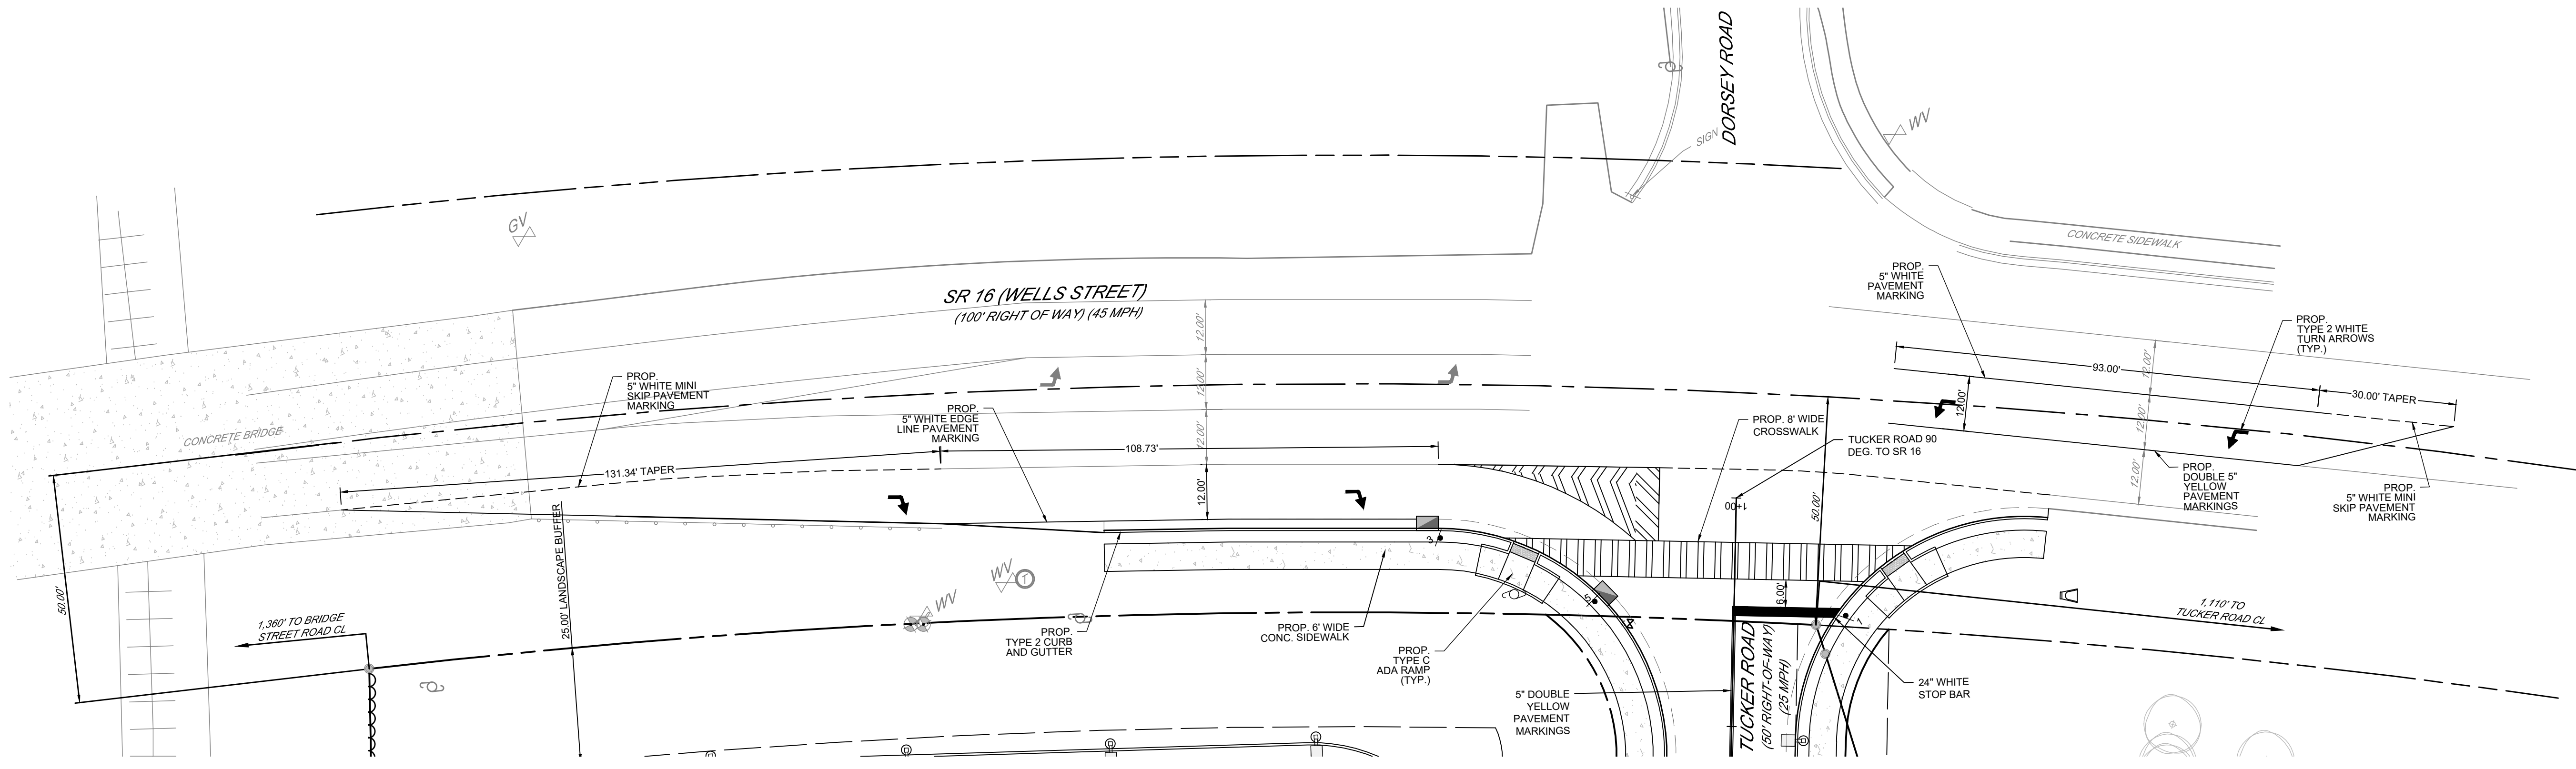 DORSEY ROAD
SIGN
WV
GV
CONCRETE SIDEWALK
SR 16 (WELLS STREET)
(100' RIGHT OF WAY) (45 MPH)
12.00'
12.00'
12.00'
12.00'
PROP.
5" WHITE
PAVEMENT
MARKING
PROP.
TYPE 2 WHITE
TURN ARROWS
(TYP.)
93.00'
30.00' TAPER
12.00'
12.00'
12.00'
12.00'
PROP.
5" WHITE MINI
SKIP PAVEMENT
MARKING
PROP.
5" WHITE EDGE
LINE PAVEMENT
MARKING
CONCRETE BRIDGE
131.34' TAPER
108.73'
PROP. 8' WIDE
CROSSWALK
TUCKER ROAD 90
DEG. TO SR 16
1+00
50.00'
PROP.
DOUBLE 5"
YELLOW
PAVEMENT
MARKINGS
PROP.
5" WHITE MINI
SKIP PAVEMENT
MARKING
50.00'
25.00' LANDSCAPE BUFFER
1,360' TO BRIDGE
STREET ROAD CL
WV
WV
1
3
5
1
6.00'
PROP.
TYPE 2 CURB
AND GUTTER
PROP. 6' WIDE
CONC. SIDEWALK
PROP.
TYPE C
ADA RAMP
(TYP.)
5" DOUBLE
YELLOW
PAVEMENT
MARKINGS
TUCKER ROAD
(50' RIGHT-OF-WAY)
(25 MPH)
24" WHITE
STOP BAR
1,110' TO
TUCKER ROAD CL